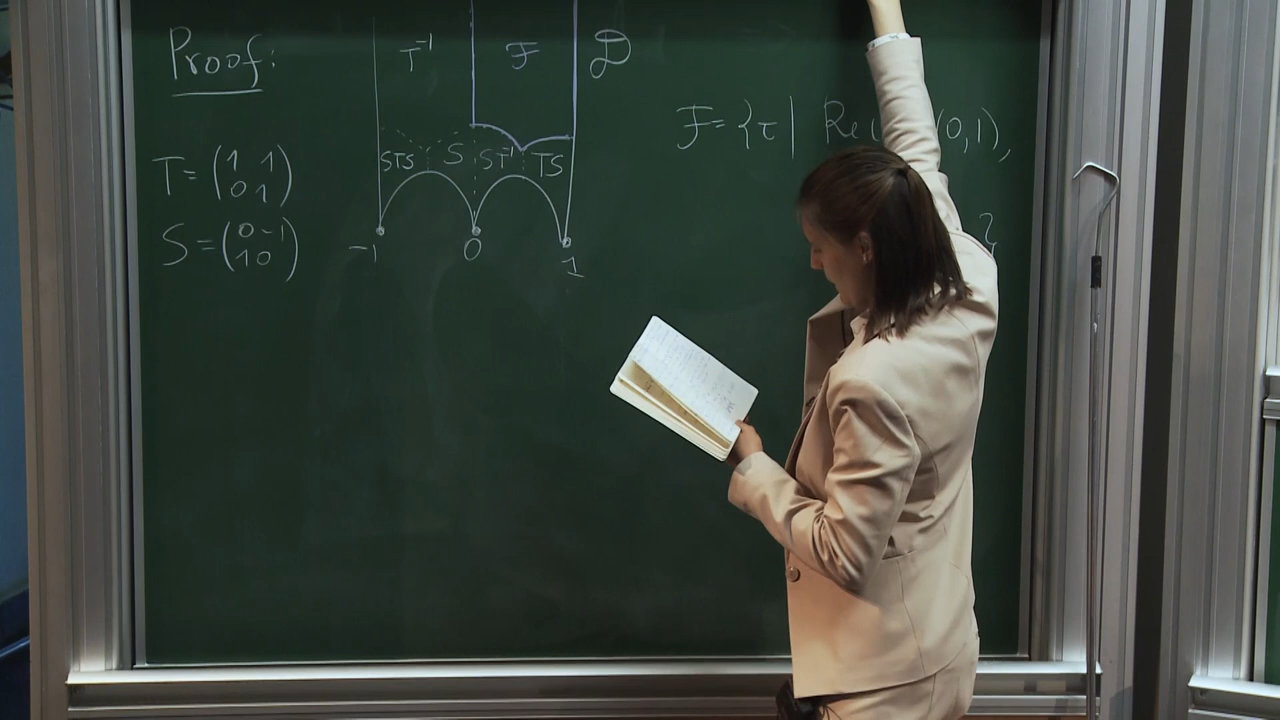 Proof:
T⁻¹ F D
F = {τ | Re (0,1),
T = (1 1
0 1)
STS S ST⁻¹ TS
}
S = (0 -1
1 0)
-1 0 1